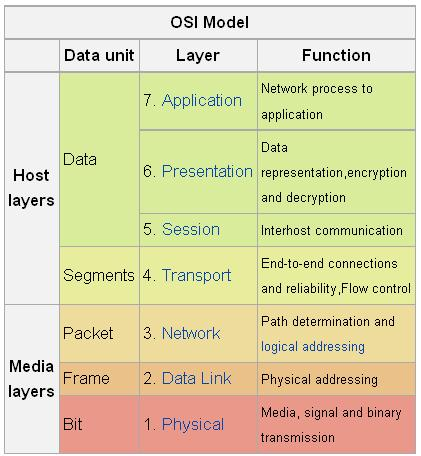 OSI Model
Data unit Layer Function
Host layers
Data
7. Application
Network process to
application
6. Presentation
Data
representation,encryption
and decryption
5. Session
Interhost communication
Segments
4. Transport
End-to-end connections
and reliability,Flow control
Media layers
Packet
3. Network
Path determination and
logical addressing
Frame
2. Data Link
Physical addressing
Bit
1. Physical
Media, signal and binary
transmission